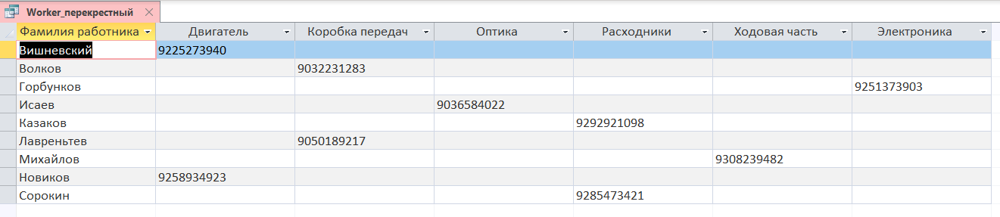 Worker_перекрестный
Фамилия работника Двигатель Коробка передач Оптика Расходники Ходовая часть Электроника
Вишневский 9225273940
Волков 9032231283
Горбунков 9251373903
Исаев 9036584022
Казаков 9292921098
Лавреньтев 9050189217
Михайлов 9308239482
Новиков 9258934923
Сорокин 9285473421